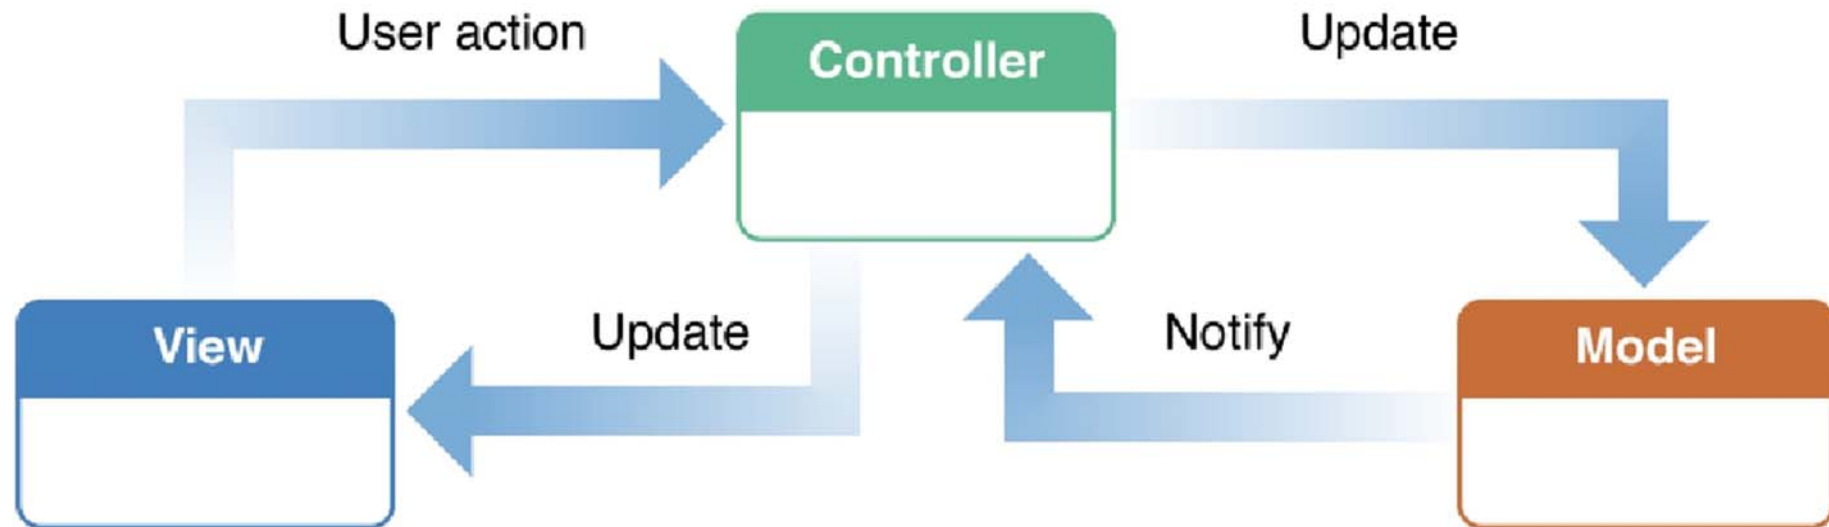 User action
Controller
Update
View
Update
Notify
Model